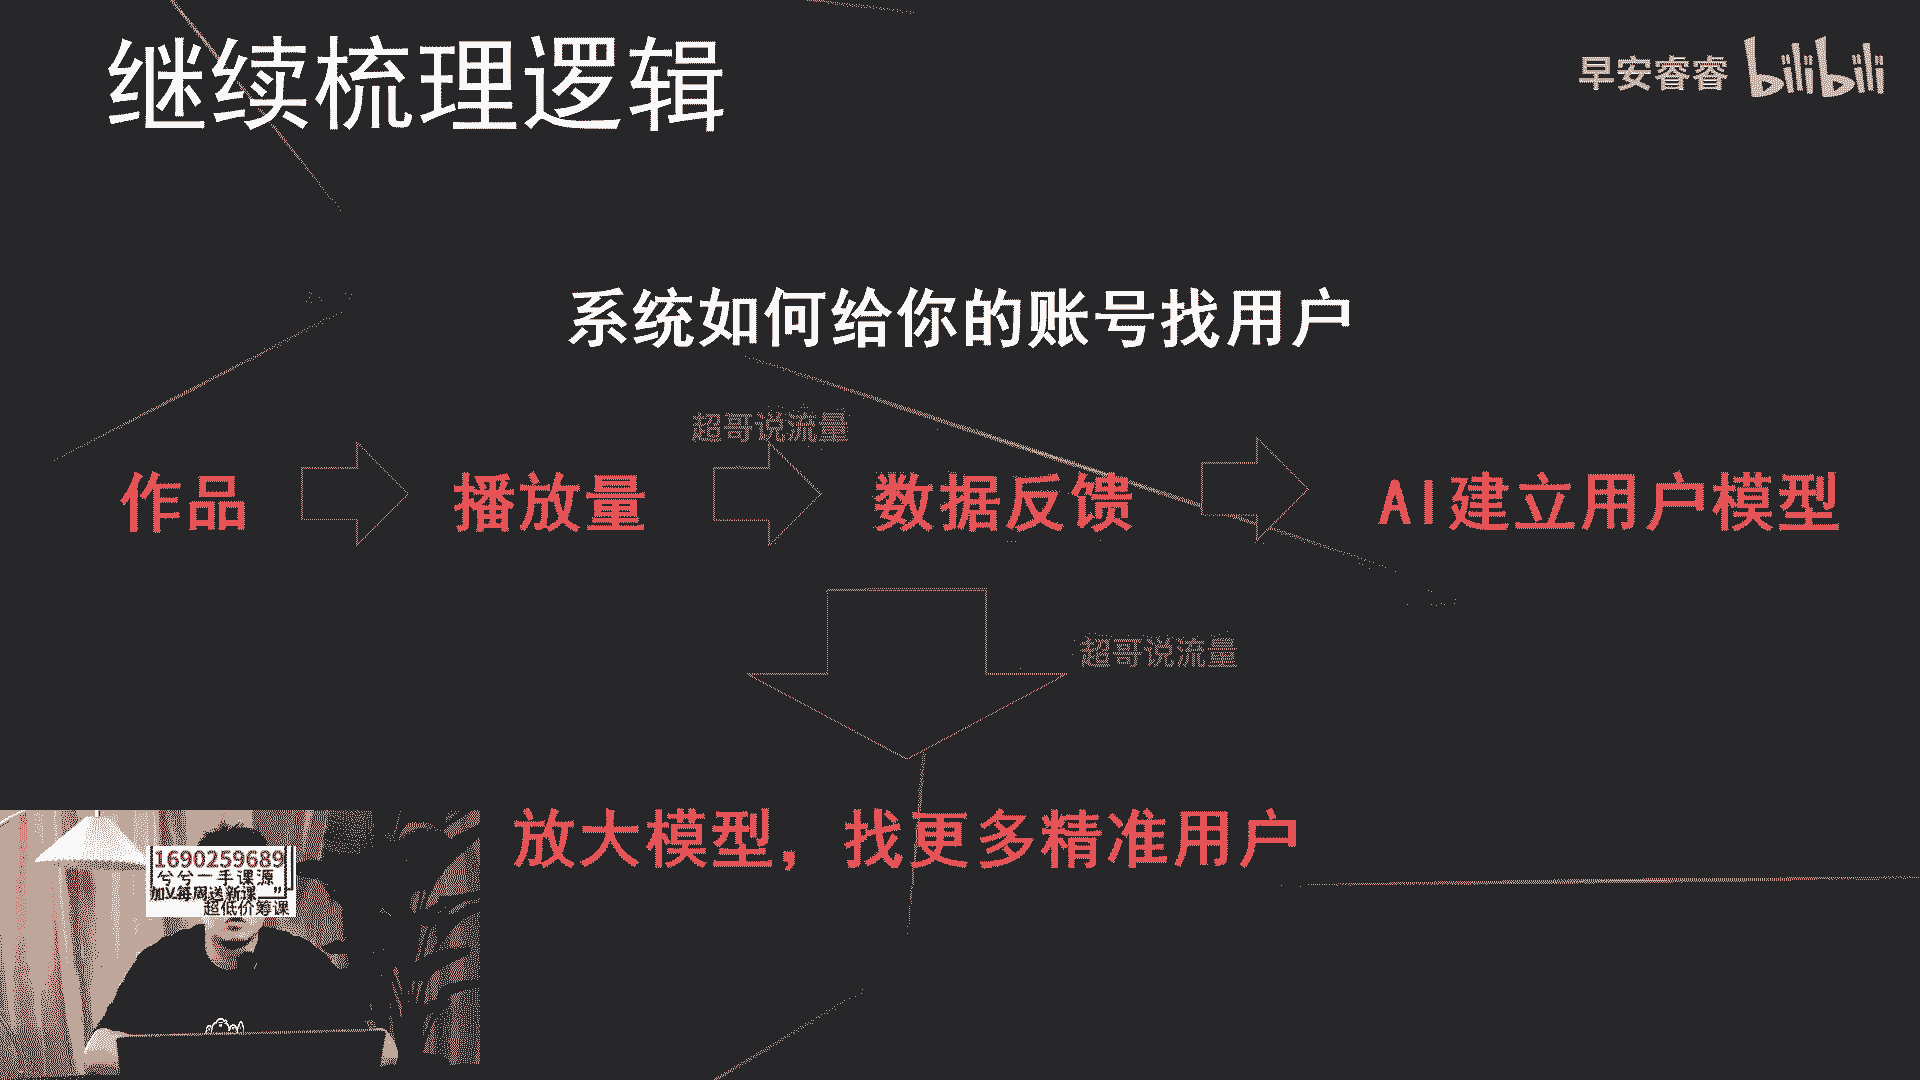 继续梳理逻辑
早安睿睿 bilibili
系统如何给你的账号找用户
超哥说流量
作品
播放量
数据反馈
AI建立用户模型
超哥说流量
放大模型，找更多精准用户
1690259689
兮兮一手课源
加V每周送新课
超低价筹课